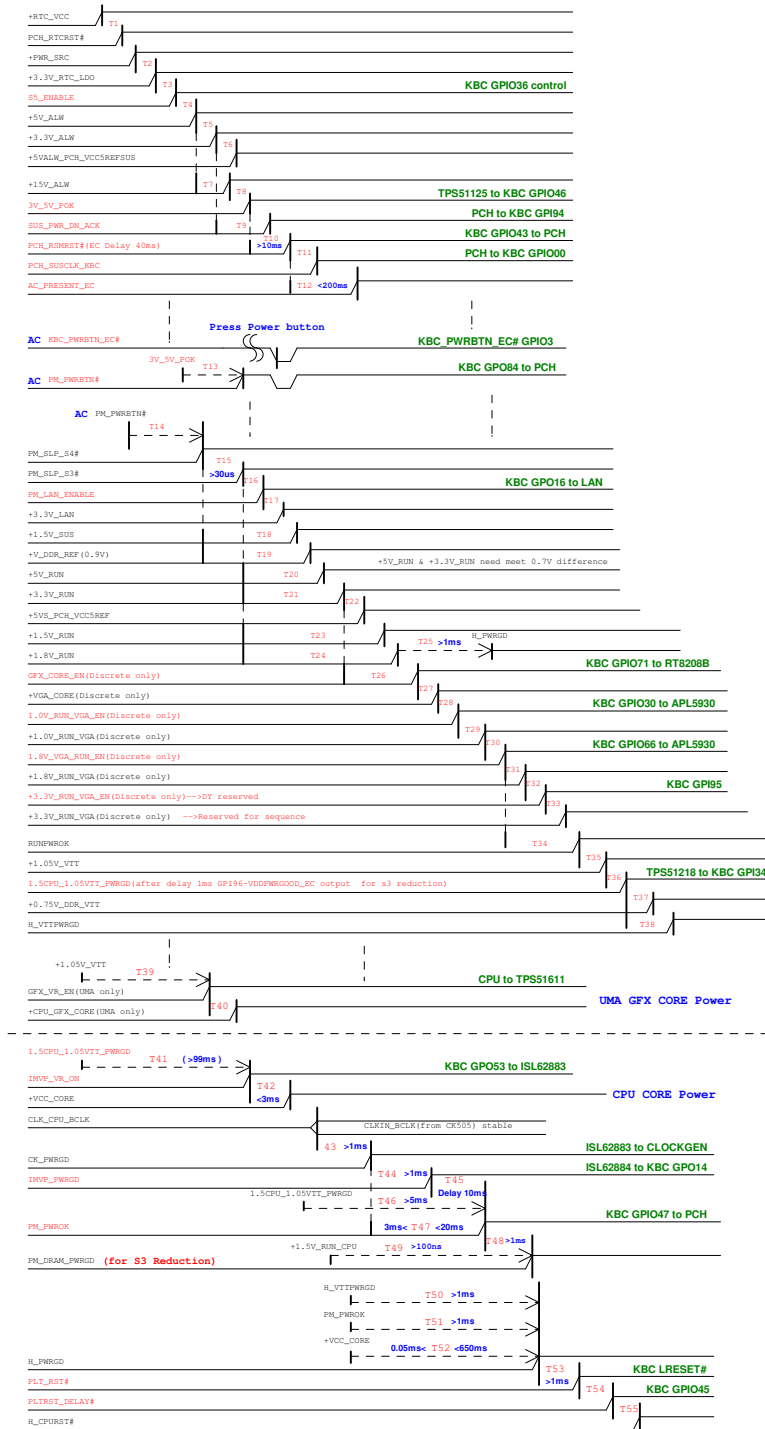 +RTC_VCC
T1
PCH_RTCRST#
+PWR_SRC
T2
+3.3V_RTC_LDO
T3
KBC GPIO36 control
S5_ENABLE
T4
+5V_ALW
T5
+3.3V_ALW
T6
+5VALW_PCH_VCC5REFSUS
+15V_ALW
T7
T8
TPS51125 to KBC GPIO46
3V_5V_POK
PCH to KBC GPI94
SUS_PWR_DN_ACK
T9
T10
KBC GPIO43 to PCH
PCH_RSMRST#(EC Delay 40ms)
>10ms
T11
PCH to KBC GPIO00
PCH_SUSCLK_KBC
AC_PRESENT_EC
T12 <200ms
Press Power button
AC KBC_PWRBTN_EC#
KBC_PWRBTN_EC# GPIO3
3V_5V_POK
T13
KBC GPO84 to PCH
AC PM_PWRBTN#
AC PM_PWRBTN#
T14
PM_SLP_S4#
T15
PM_SLP_S3#
>30us
T16
KBC GPO16 to LAN
PM_LAN_ENABLE
T17
+3.3V_LAN
+1.5V_SUS
T18
+V_DDR_REF(0.9V)
T19
+5V_RUN & +3.3V_RUN need meet 0.7V difference
+5V_RUN
T20
+3.3V_RUN
T21
T22
+5VS_PCH_VCC5REF
+1.5V_RUN
T23
T25 >1ms
H_PWRGD
+1.8V_RUN
T24
KBC GPIO71 to RT8208B
GFX_CORE_EN(Discrete only)
T26
T27
+VGA_CORE(Discrete only)
T28
KBC GPIO30 to APL5930
1.0V_RUN_VGA_EN(Discrete only)
T29
+1.0V_RUN_VGA(Discrete only)
T30
KBC GPIO66 to APL5930
1.8V_VGA_RUN_EN(Discrete only)
T31
+1.8V_RUN_VGA(Discrete only)
T32
KBC GPI95
+3.3V_RUN_VGA_EN(Discrete only)-->DY reserved
T33
+3.3V_RUN_VGA(Discrete only) -->Reserved for sequence
RUNPWROK
T34
+1.05V_VTT
T35
TPS51218 to KBC GPI34
1.5CPU_1.05VTT_PWRGD(after delay 1ms GPI96-VDDPWRGOOD_EC output for s3 reduction)
T36
+0.75V_DDR_VTT
T37
H_VTTPWRGD
T38
+1.05V_VTT
T39
CPU to TPS51611
GFX_VR_EN(UMA only)
+CPU_GFX_CORE(UMA only)
T40
UMA GFX CORE Power
1.5CPU_1.05VTT_PWRGD
T41 (>99ms)
KBC GPO53 to ISL62883
IMVP_VR_ON
T42
+VCC_CORE
<3ms
CPU CORE Power
CLK_CPU_BCLK
CLKIN_BCLK(from CK505) stable
43 >1ms
ISL62883 to CLOCKGEN
CK_PWRGD
T44 >1ms
T45
ISL62884 to KBC GPO14
IMVP_PWRGD
1.5CPU_1.05VTT_PWRGD
Delay 10ms
T46 >5ms
KBC GPIO47 to PCH
PM_PWROK
3ms< T47 <20ms
T48 >1ms
+1.5V_RUN_CPU
T49 >100ns
PM_DRAM_PWRGD (for S3 Reduction)
H_VTTPWRGD
T50 >1ms
PM_PWROK
T51 >1ms
+VCC_CORE
0.05ms< T52 <650ms
H_PWRGD
T53
KBC LRESET#
PLT_RST#
>1ms
T54
KBC GPIO45
PLTRST_DELAY#
T55
H_CPURST#